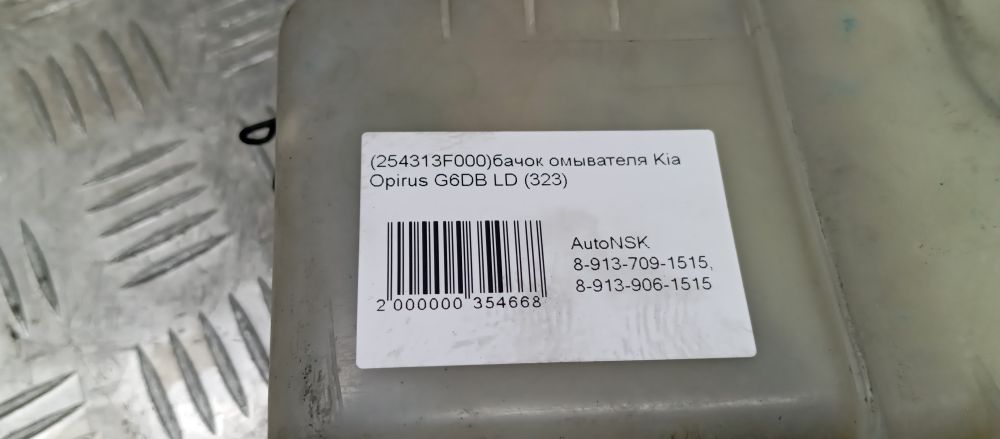 (254313F000)бачок омывателя Kia
Opirus G6DB LD (323)
AutoNSK
8-913-709-1515,
8-913-906-1515
2 000000 354668